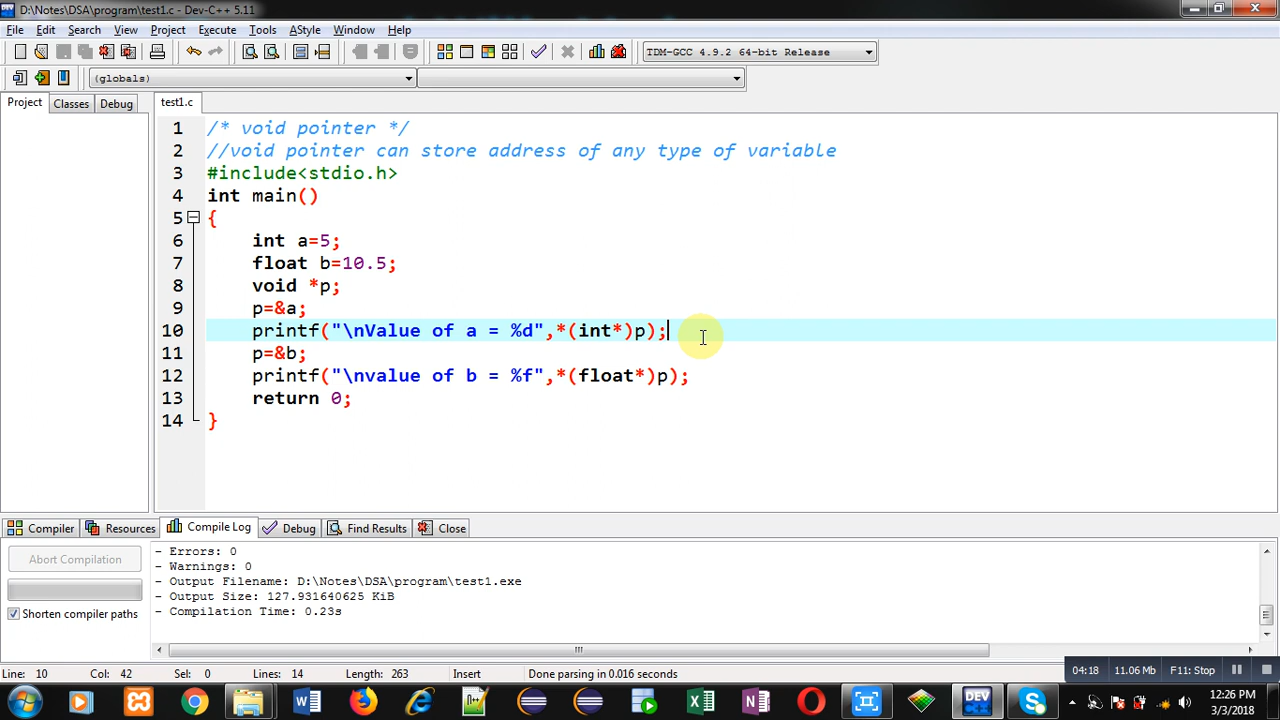 D:\Notes\DSA\program\test1.c - Dev-C++ 5.11
File Edit Search View Project Execute Tools AStyle Window Help
TDM-GCC 4.9.2 64-bit Release
(globals)
Project Classes Debug test1.c
1 /* void pointer */
2 //void pointer can store address of any type of variable
3 #include<stdio.h>
4 int main()
5 {
6 int a=5;
7 float b=10.5;
8 void *p;
9 p=&a;
10 printf("\nValue of a = %d",*(int*)p);
11 p=&b;
12 printf("\nvalue of b = %f",*(float*)p);
13 return 0;
14 }
Compiler Resources Compile Log Debug Find Results Close
Abort Compilation
Shorten compiler paths
- Errors: 0
- Warnings: 0
- Output Filename: D:\Notes\DSA\program\test1.exe
- Output Size: 127.931640625 KiB
- Compilation Time: 0.23s
Line: 10 Col: 42 Sel: 0 Lines: 14 Length: 263 Insert Done parsing in 0.016 seconds
04:18 11.06 Mb F11: Stop
DEV
12:26 PM
3/3/2018